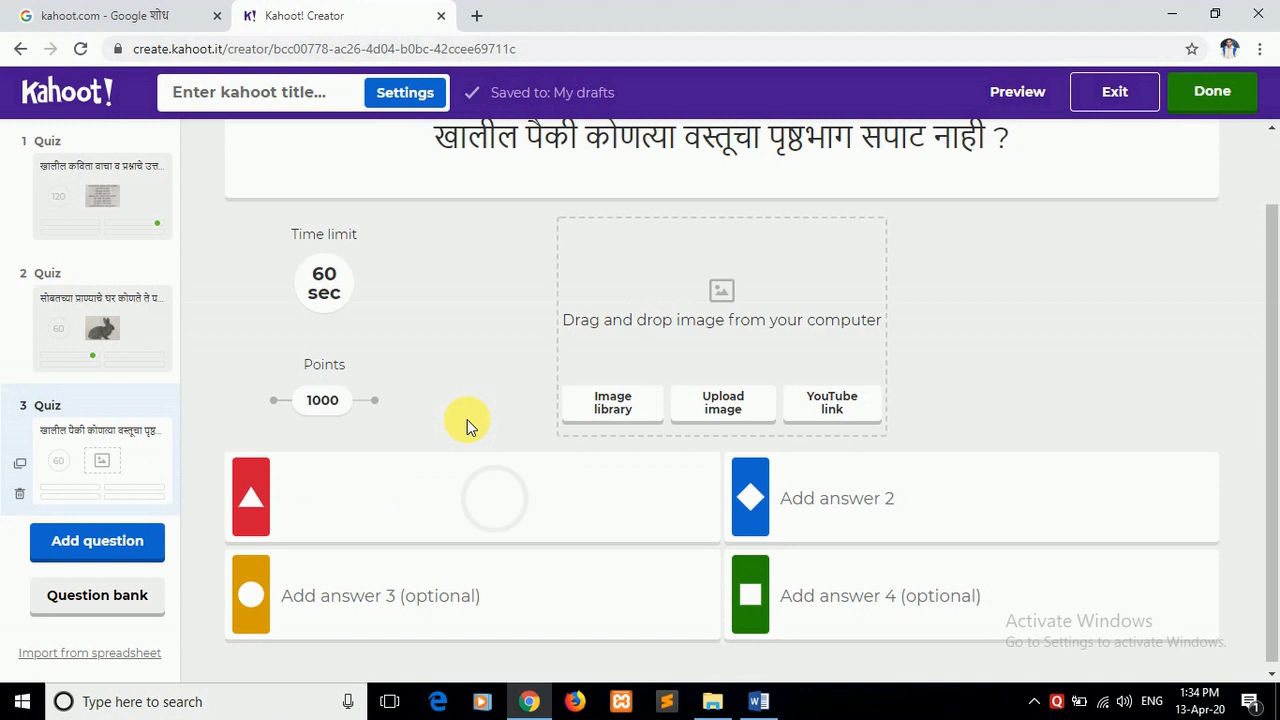 kahoot.com - Google शोध
Kahoot! Creator
create.kahoot.it/creator/bcc00778-ac26-4d04-b0bc-42ccee69711c
Kahoot!
Enter kahoot title...
Settings
Saved to: My drafts
Preview
Exit
Done
1 Quiz
खालील कविता वाचा व प्रश्नाचे उत्त...
120
2 Quiz
सोबतच्या प्राण्याचे घर कोणते ते प...
60
3 Quiz
खालील पैकी कोणत्या वस्तूचा पृष्ठ...
60
Add question
Question bank
Import from spreadsheet
खालील पैकी कोणत्या वस्तूचा पृष्ठभाग सपाट नाही ?
Time limit
60
sec
Points
1000
Drag and drop image from your computer
Image
library
Upload
image
YouTube
link
Add answer 2
Add answer 3 (optional)
Add answer 4 (optional)
Activate Windows
Go to Settings to activate Windows.
Type here to search
ENG
1:34 PM
13-Apr-20